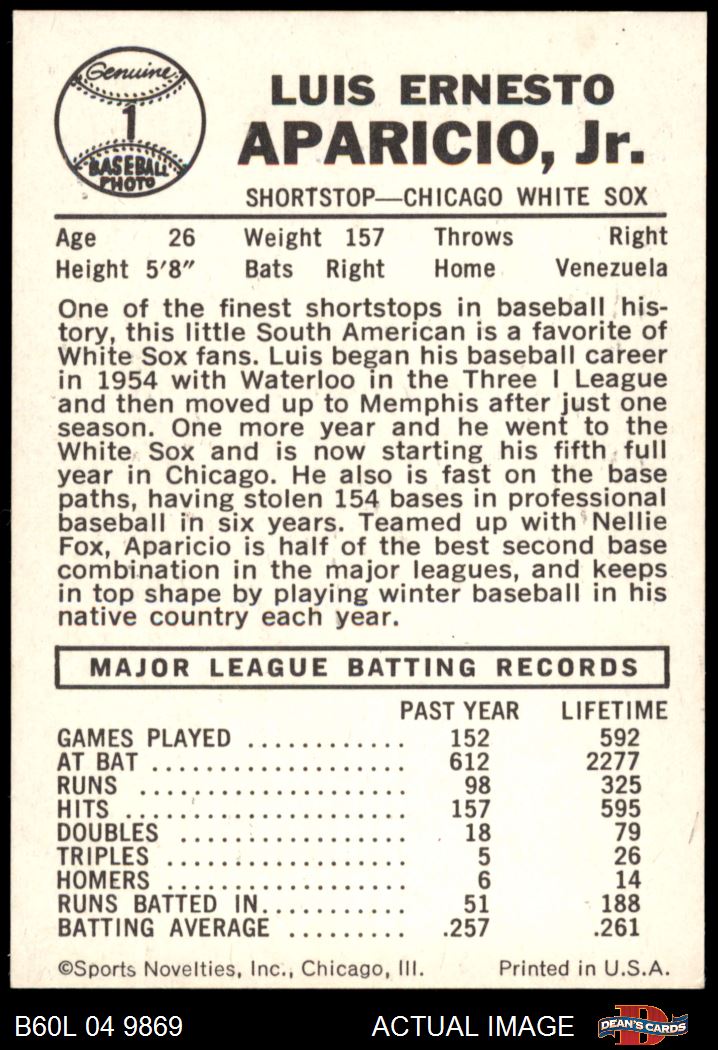 Genuine
1
BASEBALL
PHOTO
LUIS ERNESTO
APARICIO, Jr.
SHORTSTOP—CHICAGO WHITE SOX
Age 26 Weight 157 Throws Right
Height 5'8" Bats Right Home Venezuela
One of the finest shortstops in baseball his-
tory, this little South American is a favorite of
White Sox fans. Luis began his baseball career
in 1954 with Waterloo in the Three I League
and then moved up to Memphis after just one
season. One more year and he went to the
White Sox and is now starting his fifth full
year in Chicago. He also is fast on the base
paths, having stolen 154 bases in professional
baseball in six years. Teamed up with Nellie
Fox, Aparicio is half of the best second base
combination in the major leagues, and keeps
in top shape by playing winter baseball in his
native country each year.
MAJOR LEAGUE BATTING RECORDS
PAST YEAR LIFETIME
GAMES PLAYED ............ 152 592
AT BAT .................... 612 2277
RUNS ..................... 98 325
HITS ...................... 157 595
DOUBLES ................. 18 79
TRIPLES .................. 5 26
HOMERS .................. 6 14
RUNS BATTED IN........... 51 188
BATTING AVERAGE ......... .257 .261
©Sports Novelties, Inc., Chicago, Ill. Printed in U.S.A.
B60L 04 9869 ACTUAL IMAGE D DEAN'S CARDS